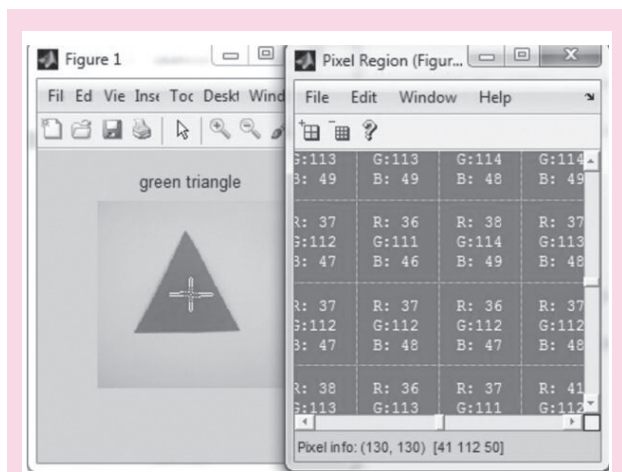 Figure 1
Fil Ed Vie Inse Toc Deskt Wind
green triangle
Pixel Region (Figur...
File Edit Window Help
G:113 G:113 G:114 G:114
B: 49 B: 49 B: 48 B: 49
R: 37 R: 36 R: 38 R: 37
G:112 G:111 G:114 G:113
B: 47 B: 46 B: 49 B: 48
R: 37 R: 37 R: 36 R: 37
G:112 G:112 G:112 G:112
B: 47 B: 48 B: 47 B: 48
R: 38 R: 36 R: 37 R: 41
G:113 G:113 G:111 G:112
Pixel info: (130, 130) [41 112 50]